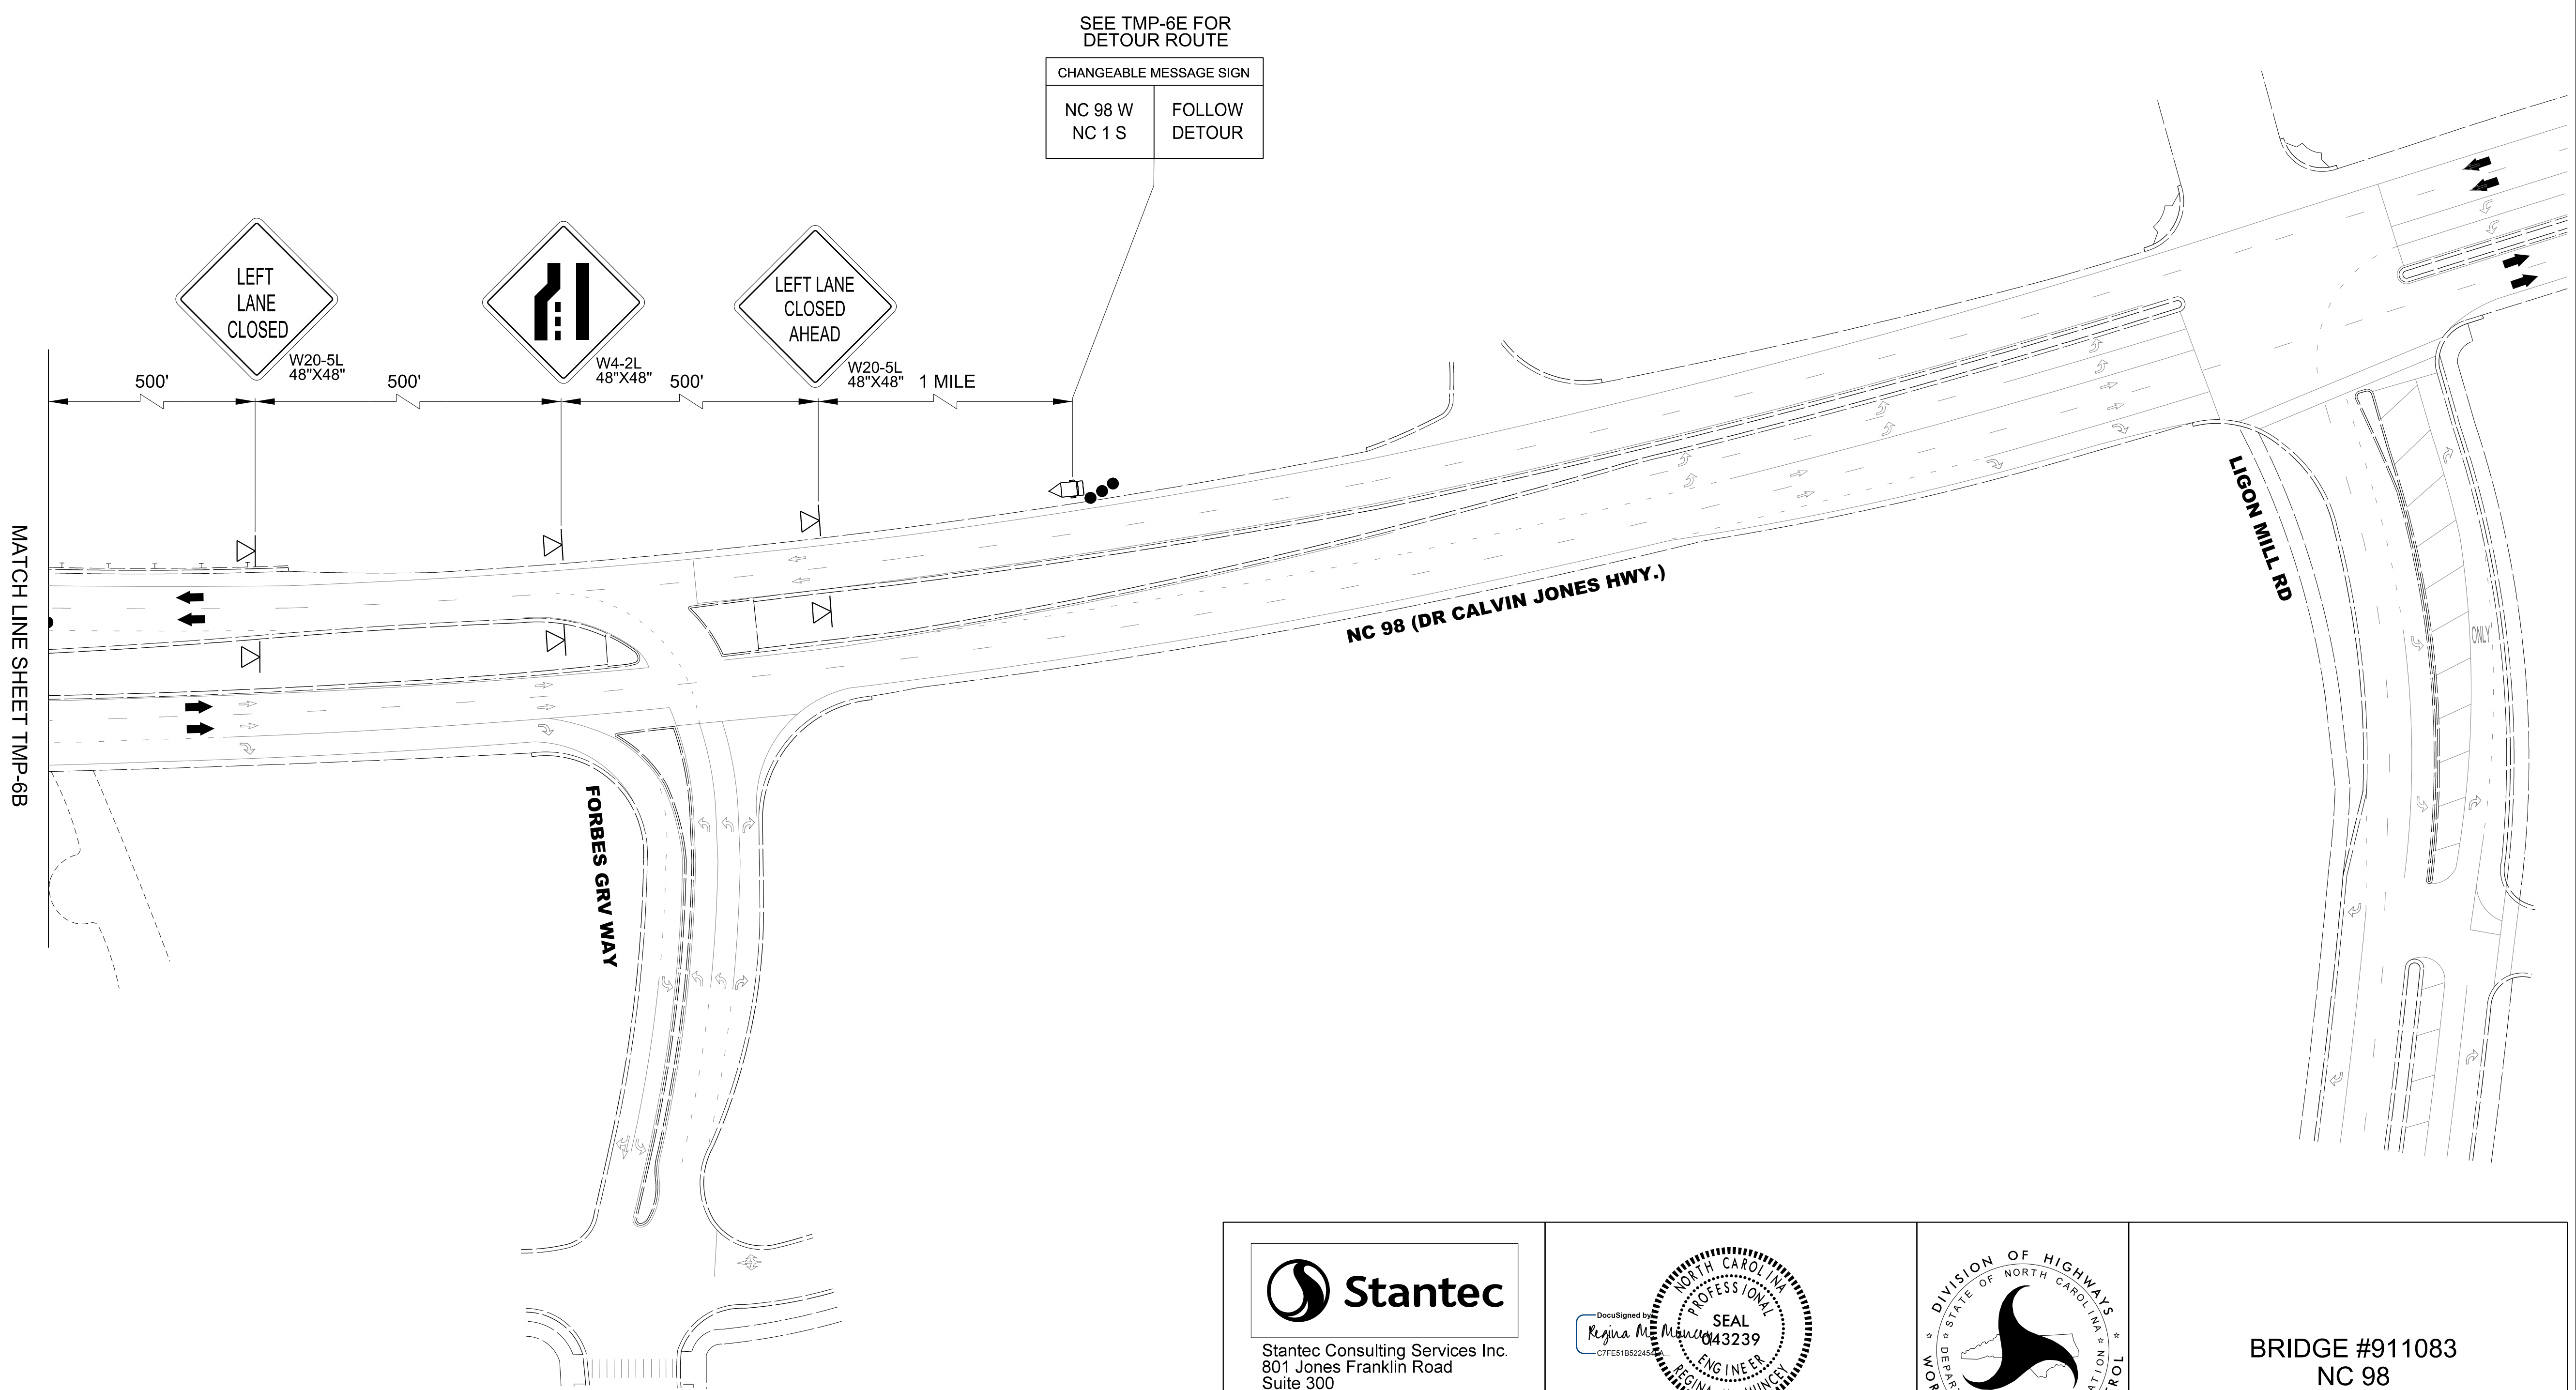 SEE TMP-6E FOR
DETOUR ROUTE
CHANGEABLE MESSAGE SIGN
NC 98 W
NC 1 S
FOLLOW
DETOUR
LEFT
LANE
CLOSED
W20-5L
48"X48"
W4-2L
48"X48"
LEFT LANE
CLOSED
AHEAD
W20-5L
48"X48"
500'
500'
500'
1 MILE
MATCH LINE SHEET TMP-6B
NC 98 (DR CALVIN JONES HWY.)
LIGON MILL RD
ONLY
FORBES GRV WAY
Stantec
Stantec Consulting Services Inc.
801 Jones Franklin Road
Suite 300
DocuSigned by
Regina M. Muncey
NORTH CAROLINA
PROFESSIONAL
SEAL
043239
ENGINEER
DIVISION OF HIGHWAYS
STATE OF NORTH CAROLINA
BRIDGE #911083
NC 98